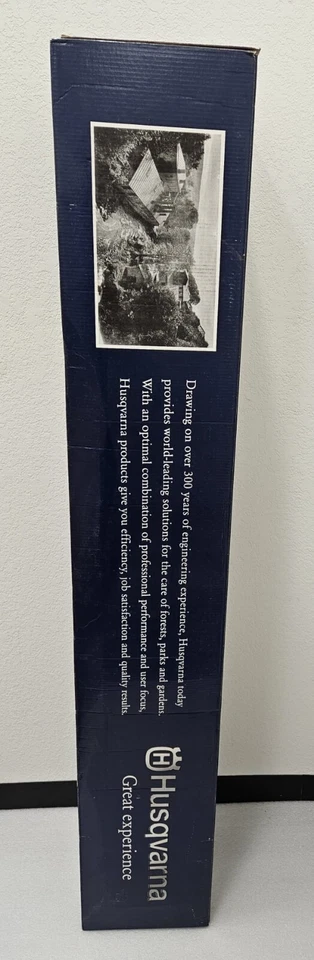 Drawing on over 300 years of engineering experience, Husqvarna today
provides world-leading solutions for the care of forests, parks and gardens.
With an optimal combination of professional performance and user focus,
Husqvarna products give you efficiency, job satisfaction and quality results.
Husqvarna
Great experience